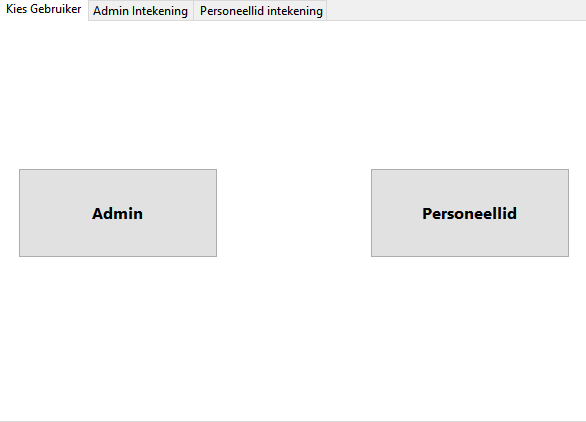 Kies Gebruiker Admin Intekening Personeellid intekening
Admin Personeellid